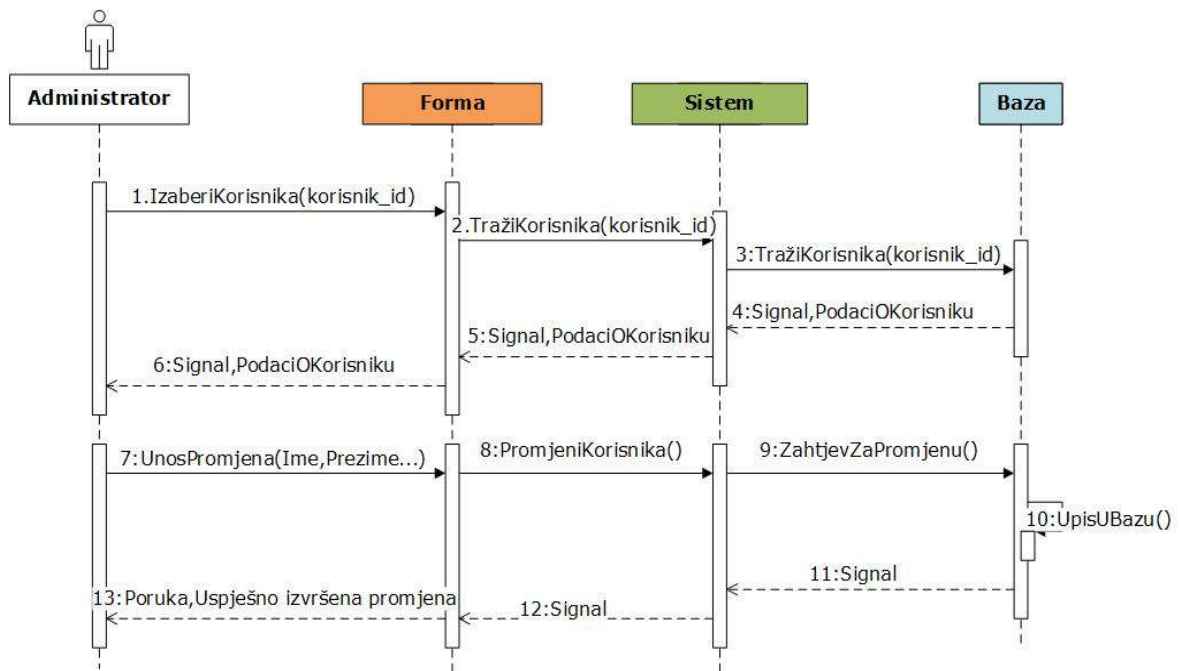 Administrator
Forma
Sistem
Baza
1.IzaberiKorisnika(korisnik_id)
2.TražiKorisnika(korisnik_id)
3:TražiKorisnika(korisnik_id)
4:Signal,PodaciOKorisniku
5:Signal,PodaciOKorisniku
6:Signal,PodaciOKorisniku
7:UnosPromjena(Ime,Prezime...)
8:PromjeniKorisnika()
9:ZahtjevZaPromjenu()
10:UpisUBazu()
11:Signal
12:Signal
13:Poruka,Uspješno izvršena promjena